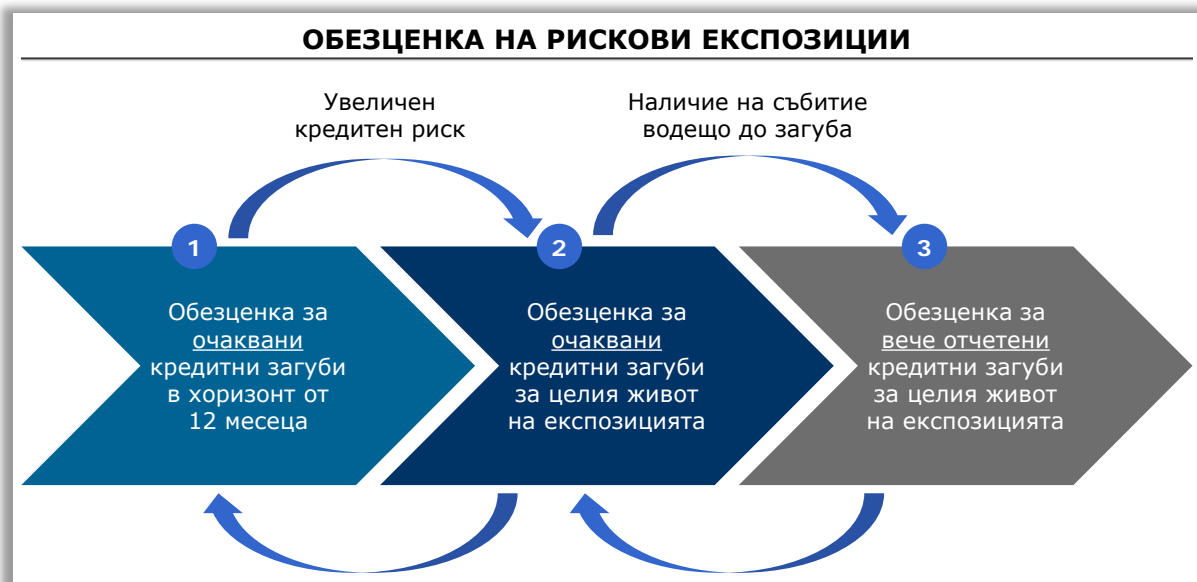 ОБЕЗЦЕНКА НА РИСКОВИ ЕКСПОЗИЦИИ
Увеличен
кредитен риск
Наличие на събитие
водещо до загуба
1
Обезценка за
очаквани
кредитни загуби
в хоризонт от
12 месеца
2
Обезценка за
очаквани
кредитни загуби
за целия живот
на експозицията
3
Обезценка за
вече отчетени
кредитни загуби
за целия живот
на експозицията